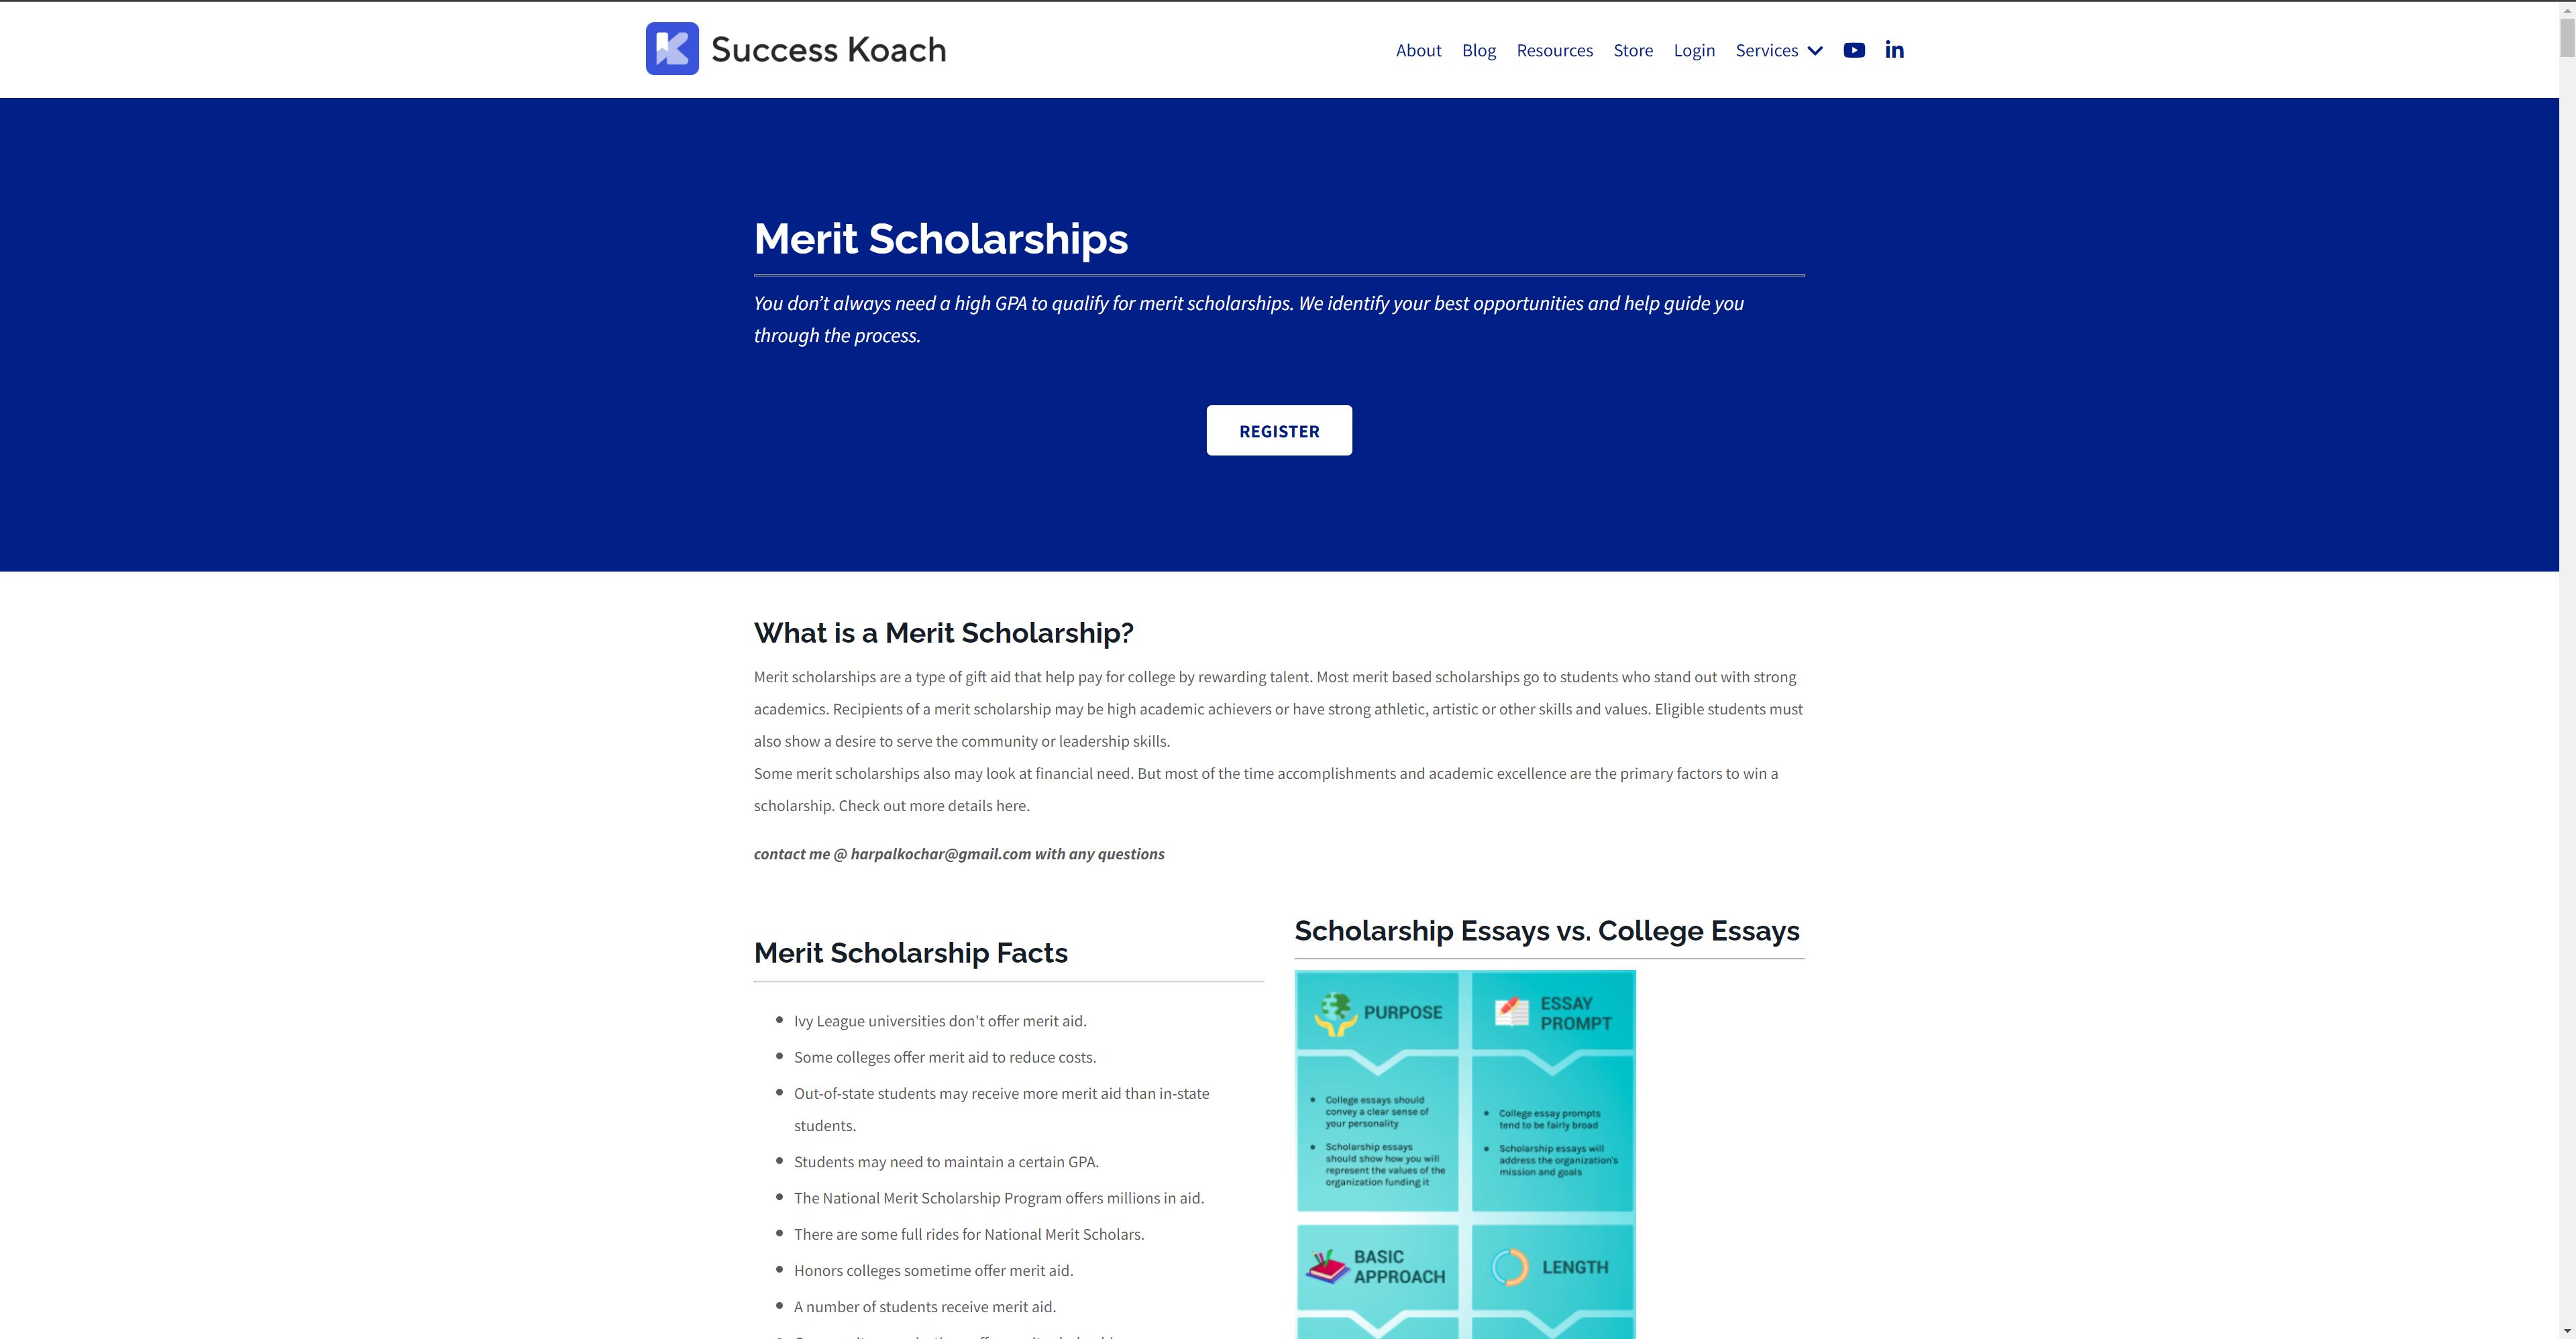 Success Koach
About Blog Resources Store Login Services
Merit Scholarships
You don’t always need a high GPA to qualify for merit scholarships. We identify your best opportunities and help guide you
through the process.
REGISTER
What is a Merit Scholarship?
Merit scholarships are a type of gift aid that help pay for college by rewarding talent. Most merit based scholarships go to students who stand out with strong
academics. Recipients of a merit scholarship may be high academic achievers or have strong athletic, artistic or other skills and values. Eligible students must
also show a desire to serve the community or leadership skills.
Some merit scholarships also may look at financial need. But most of the time accomplishments and academic excellence are the primary factors to win a
scholarship. Check out more details here.
contact me @ harpalkochar@gmail.com with any questions
Merit Scholarship Facts
Ivy League universities don't offer merit aid.
Some colleges offer merit aid to reduce costs.
Out-of-state students may receive more merit aid than in-state
students.
Students may need to maintain a certain GPA.
The National Merit Scholarship Program offers millions in aid.
There are some full rides for National Merit Scholars.
Honors colleges sometime offer merit aid.
A number of students receive merit aid.
Scholarship Essays vs. College Essays
PURPOSE
College essays should
convey a clear sense of
your personality
Scholarship essays
should show how you will
represent the values of the
organization funding it
ESSAY
PROMPT
College essay prompts
tend to be fairly broad
Scholarship essays will
address the organization's
mission and goals
BASIC
APPROACH
LENGTH